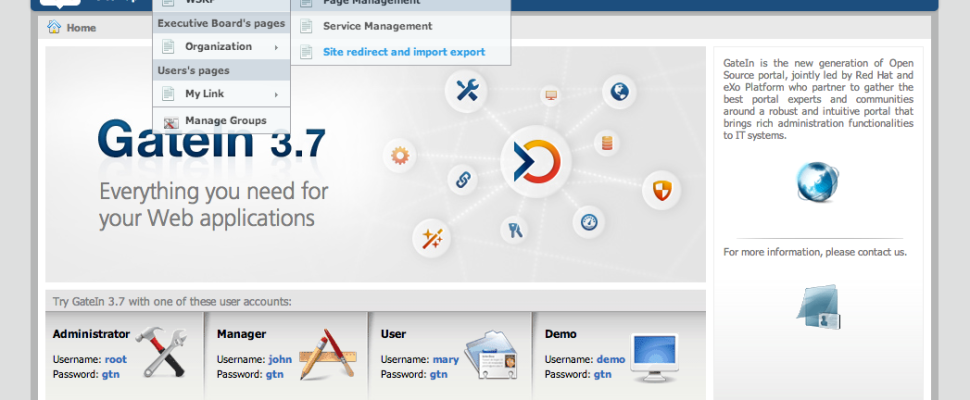 WSRP
Page Management
Executive Board's pages
Service Management
Home
Organization
Site redirect and import export
Users's pages
My Link
Manage Groups
GateIn 3.7
Everything you need for
your Web applications
GateIn is the new generation of Open
Source portal, jointly led by Red Hat and
eXo Platform who partner to gather the
best portal experts and communities
around a robust and intuitive portal that
brings rich administration functionalities
to IT systems.
For more information, please contact us.
Try GateIn 3.7 with one of these user accounts:
Administrator
Username: root
Password: gtn
Manager
Username: john
Password: gtn
User
Username: mary
Password: gtn
Demo
Username: demo
Password: gtn